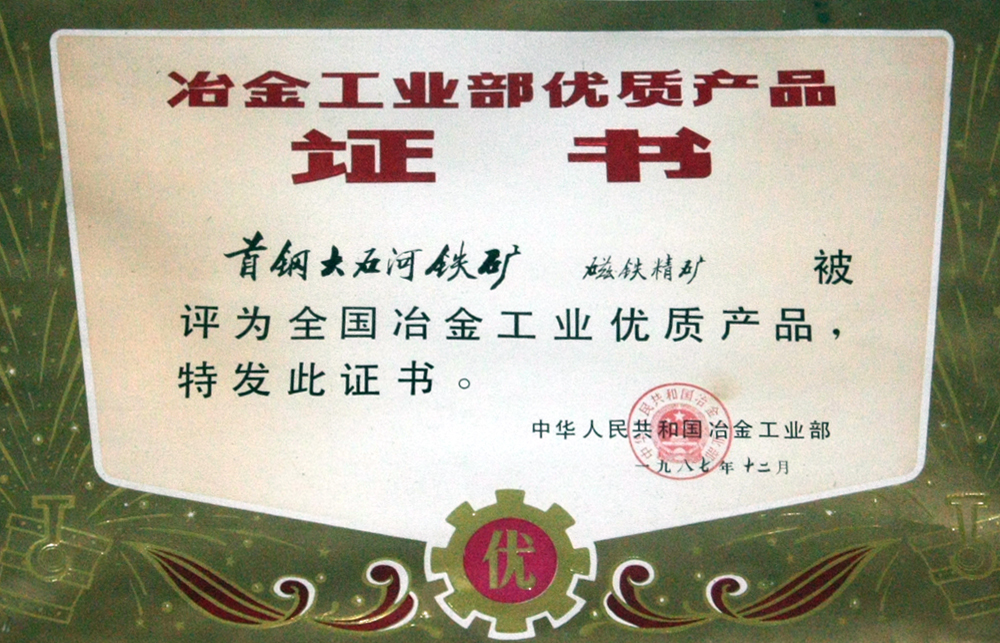 冶金工业部优质产品
证书
首钢大石河铁矿 磁铁精矿 被
评为全国冶金工业优质产品，
特发此证书。
中华人民共和国冶金工业部
一九八七年十二月
优